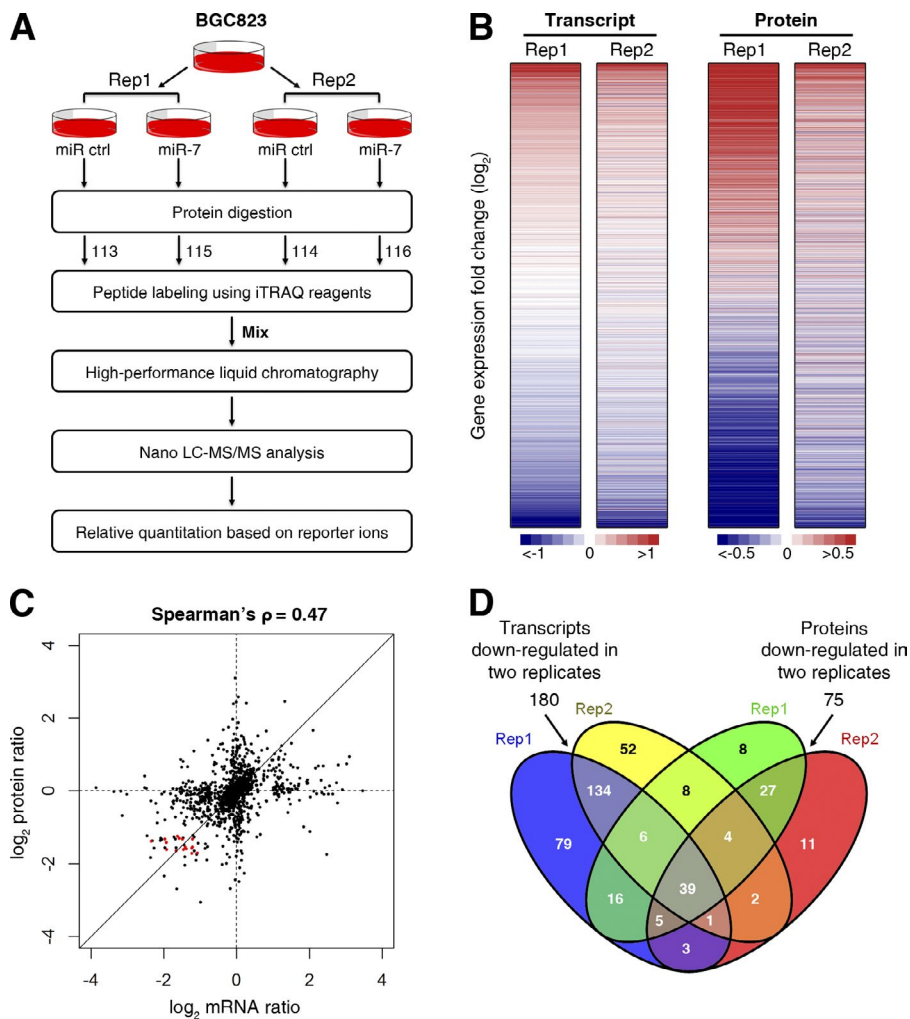 A
BGC823
Rep1
Rep2
miR ctrl
miR-7
miR ctrl
miR-7
Protein digestion
113
115
114
116
Peptide labeling using iTRAQ reagents
Mix
High-performance liquid chromatography
Nano LC-MS/MS analysis
Relative quantitation based on reporter ions
B
Transcript
Protein
Rep1
Rep2
Rep1
Rep2
Gene expression fold change (log2)
<-1
0
>1
<-0.5
0
>0.5
C
Spearman's ρ = 0.47
4
2
0
-2
-4
log2 protein ratio
-4
-2
0
2
4
log2 mRNA ratio
D
Transcripts
down-regulated in
two replicates
180
Proteins
down-regulated in
two replicates
75
Rep1
Rep2
Rep1
Rep2
52
8
134
8
27
79
6
4
11
39
16
2
5
1
3